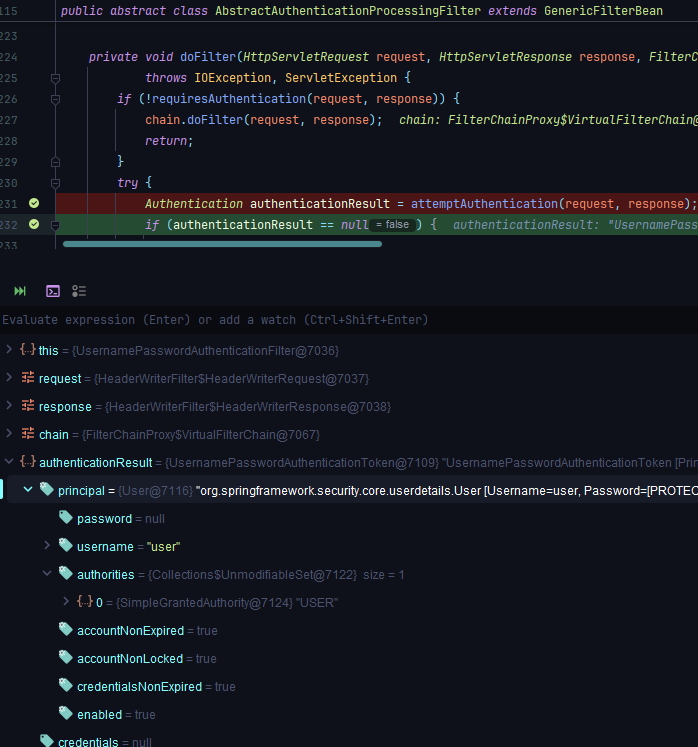 115 public abstract class AbstractAuthenticationProcessingFilter extends GenericFilterBean
223
224 private void doFilter(HttpServletRequest request, HttpServletResponse response, FilterC
225 throws IOException, ServletException {
226 if (!requiresAuthentication(request, response)) {
227 chain.doFilter(request, response); chain: FilterChainProxy$VirtualFilterChain@
228 return;
229 }
230 try {
231 Authentication authenticationResult = attemptAuthentication(request, response);
232 if (authenticationResult == null = false ) { authenticationResult: "UsernamePass
233
Evaluate expression (Enter) or add a watch (Ctrl+Shift+Enter)
this = {UsernamePasswordAuthenticationFilter@7036}
request = {HeaderWriterFilter$HeaderWriterRequest@7037}
response = {HeaderWriterFilter$HeaderWriterResponse@7038}
chain = {FilterChainProxy$VirtualFilterChain@7067}
authenticationResult = {UsernamePasswordAuthenticationToken@7109} "UsernamePasswordAuthenticationToken [Prin
principal = {User@7116} "org.springframework.security.core.userdetails.User [Username=user, Password=[PROTEC
password = null
username = "user"
authorities = {Collections$UnmodifiableSet@7122} size = 1
0 = {SimpleGrantedAuthority@7124} "USER"
accountNonExpired = true
accountNonLocked = true
credentialsNonExpired = true
enabled = true
credentials = null